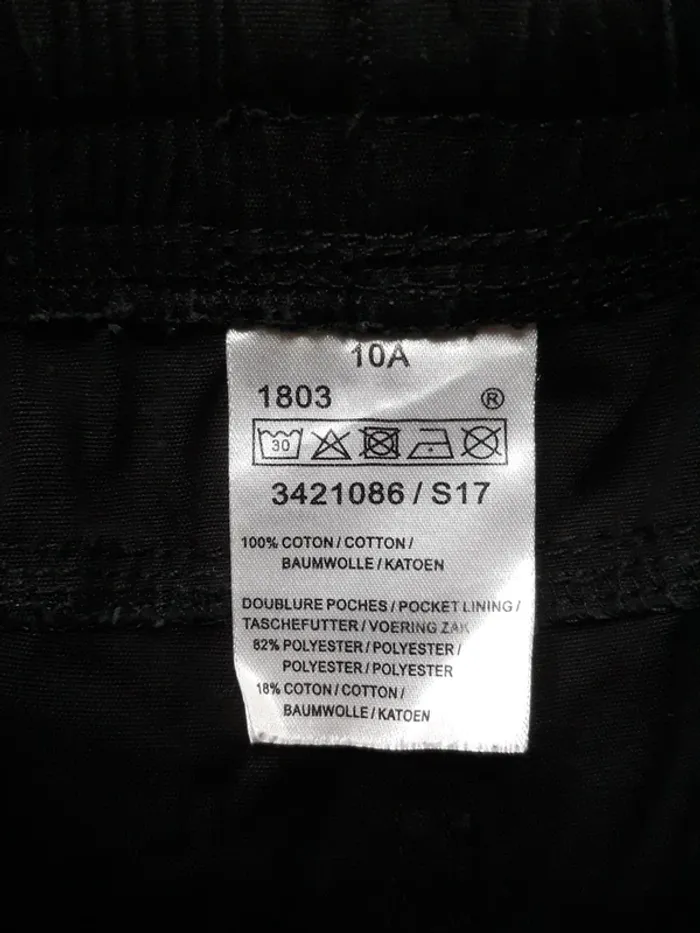 10A
1803 ®
30
3421086 / S17
100% COTON / COTTON /
BAUMWOLLE / KATOEN
DOUBLURE POCHES / POCKET LINING /
TASCHEFUTTER / VOERING ZAK
82% POLYESTER / POLYESTER /
POLYESTER / POLYESTER
18% COTON / COTTON /
BAUMWOLLE / KATOEN